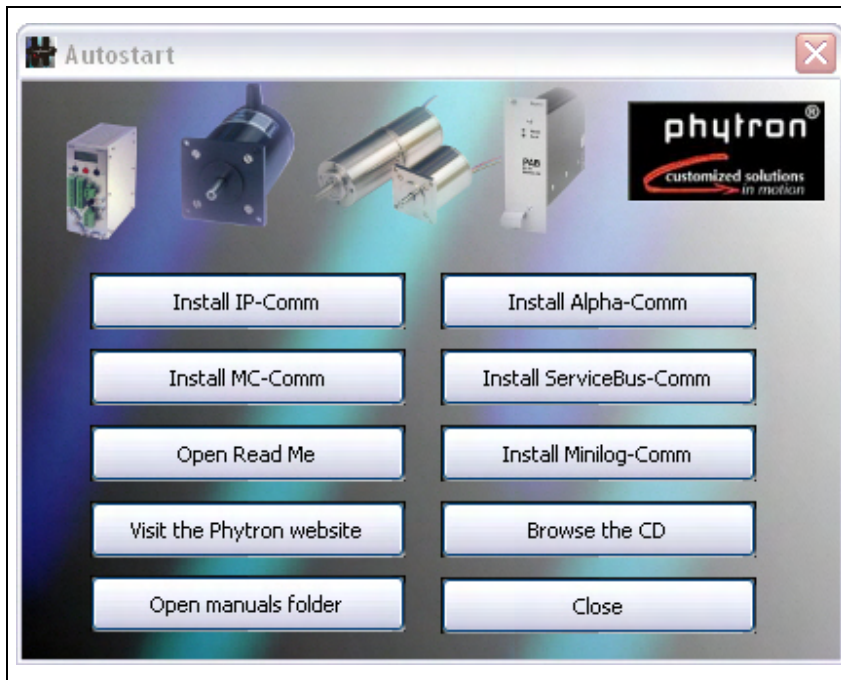 Autostart
phytron®
customized solutions
in motion
PAB
Install IP-Comm
Install Alpha-Comm
Install MC-Comm
Install ServiceBus-Comm
Open Read Me
Install Minilog-Comm
Visit the Phytron website
Browse the CD
Open manuals folder
Close